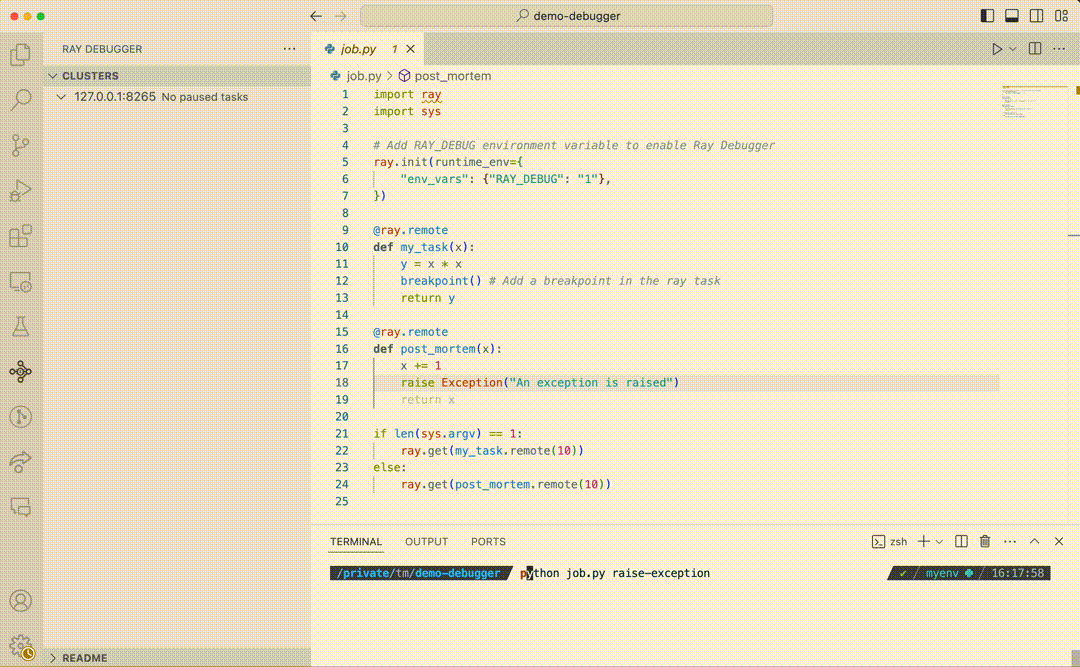 demo-debugger
RAY DEBUGGER
CLUSTERS
127.0.0.1:8265 No paused tasks
README
job.py 1
job.py > post_mortem
1 import ray
2 import sys
3
4 # Add RAY_DEBUG environment variable to enable Ray Debugger
5 ray.init(runtime_env={
6 "env_vars": {"RAY_DEBUG": "1"},
7 })
8
9 @ray.remote
10 def my_task(x):
11 y = x * x
12 breakpoint() # Add a breakpoint in the ray task
13 return y
14
15 @ray.remote
16 def post_mortem(x):
17 x += 1
18 raise Exception("An exception is raised")
19 return x
20
21 if len(sys.argv) == 1:
22 ray.get(my_task.remote(10))
23 else:
24 ray.get(post_mortem.remote(10))
25
TERMINAL OUTPUT PORTS
zsh
/private/tm/demo-debugger python job.py raise-exception ✔ / myenv / 16:17:58